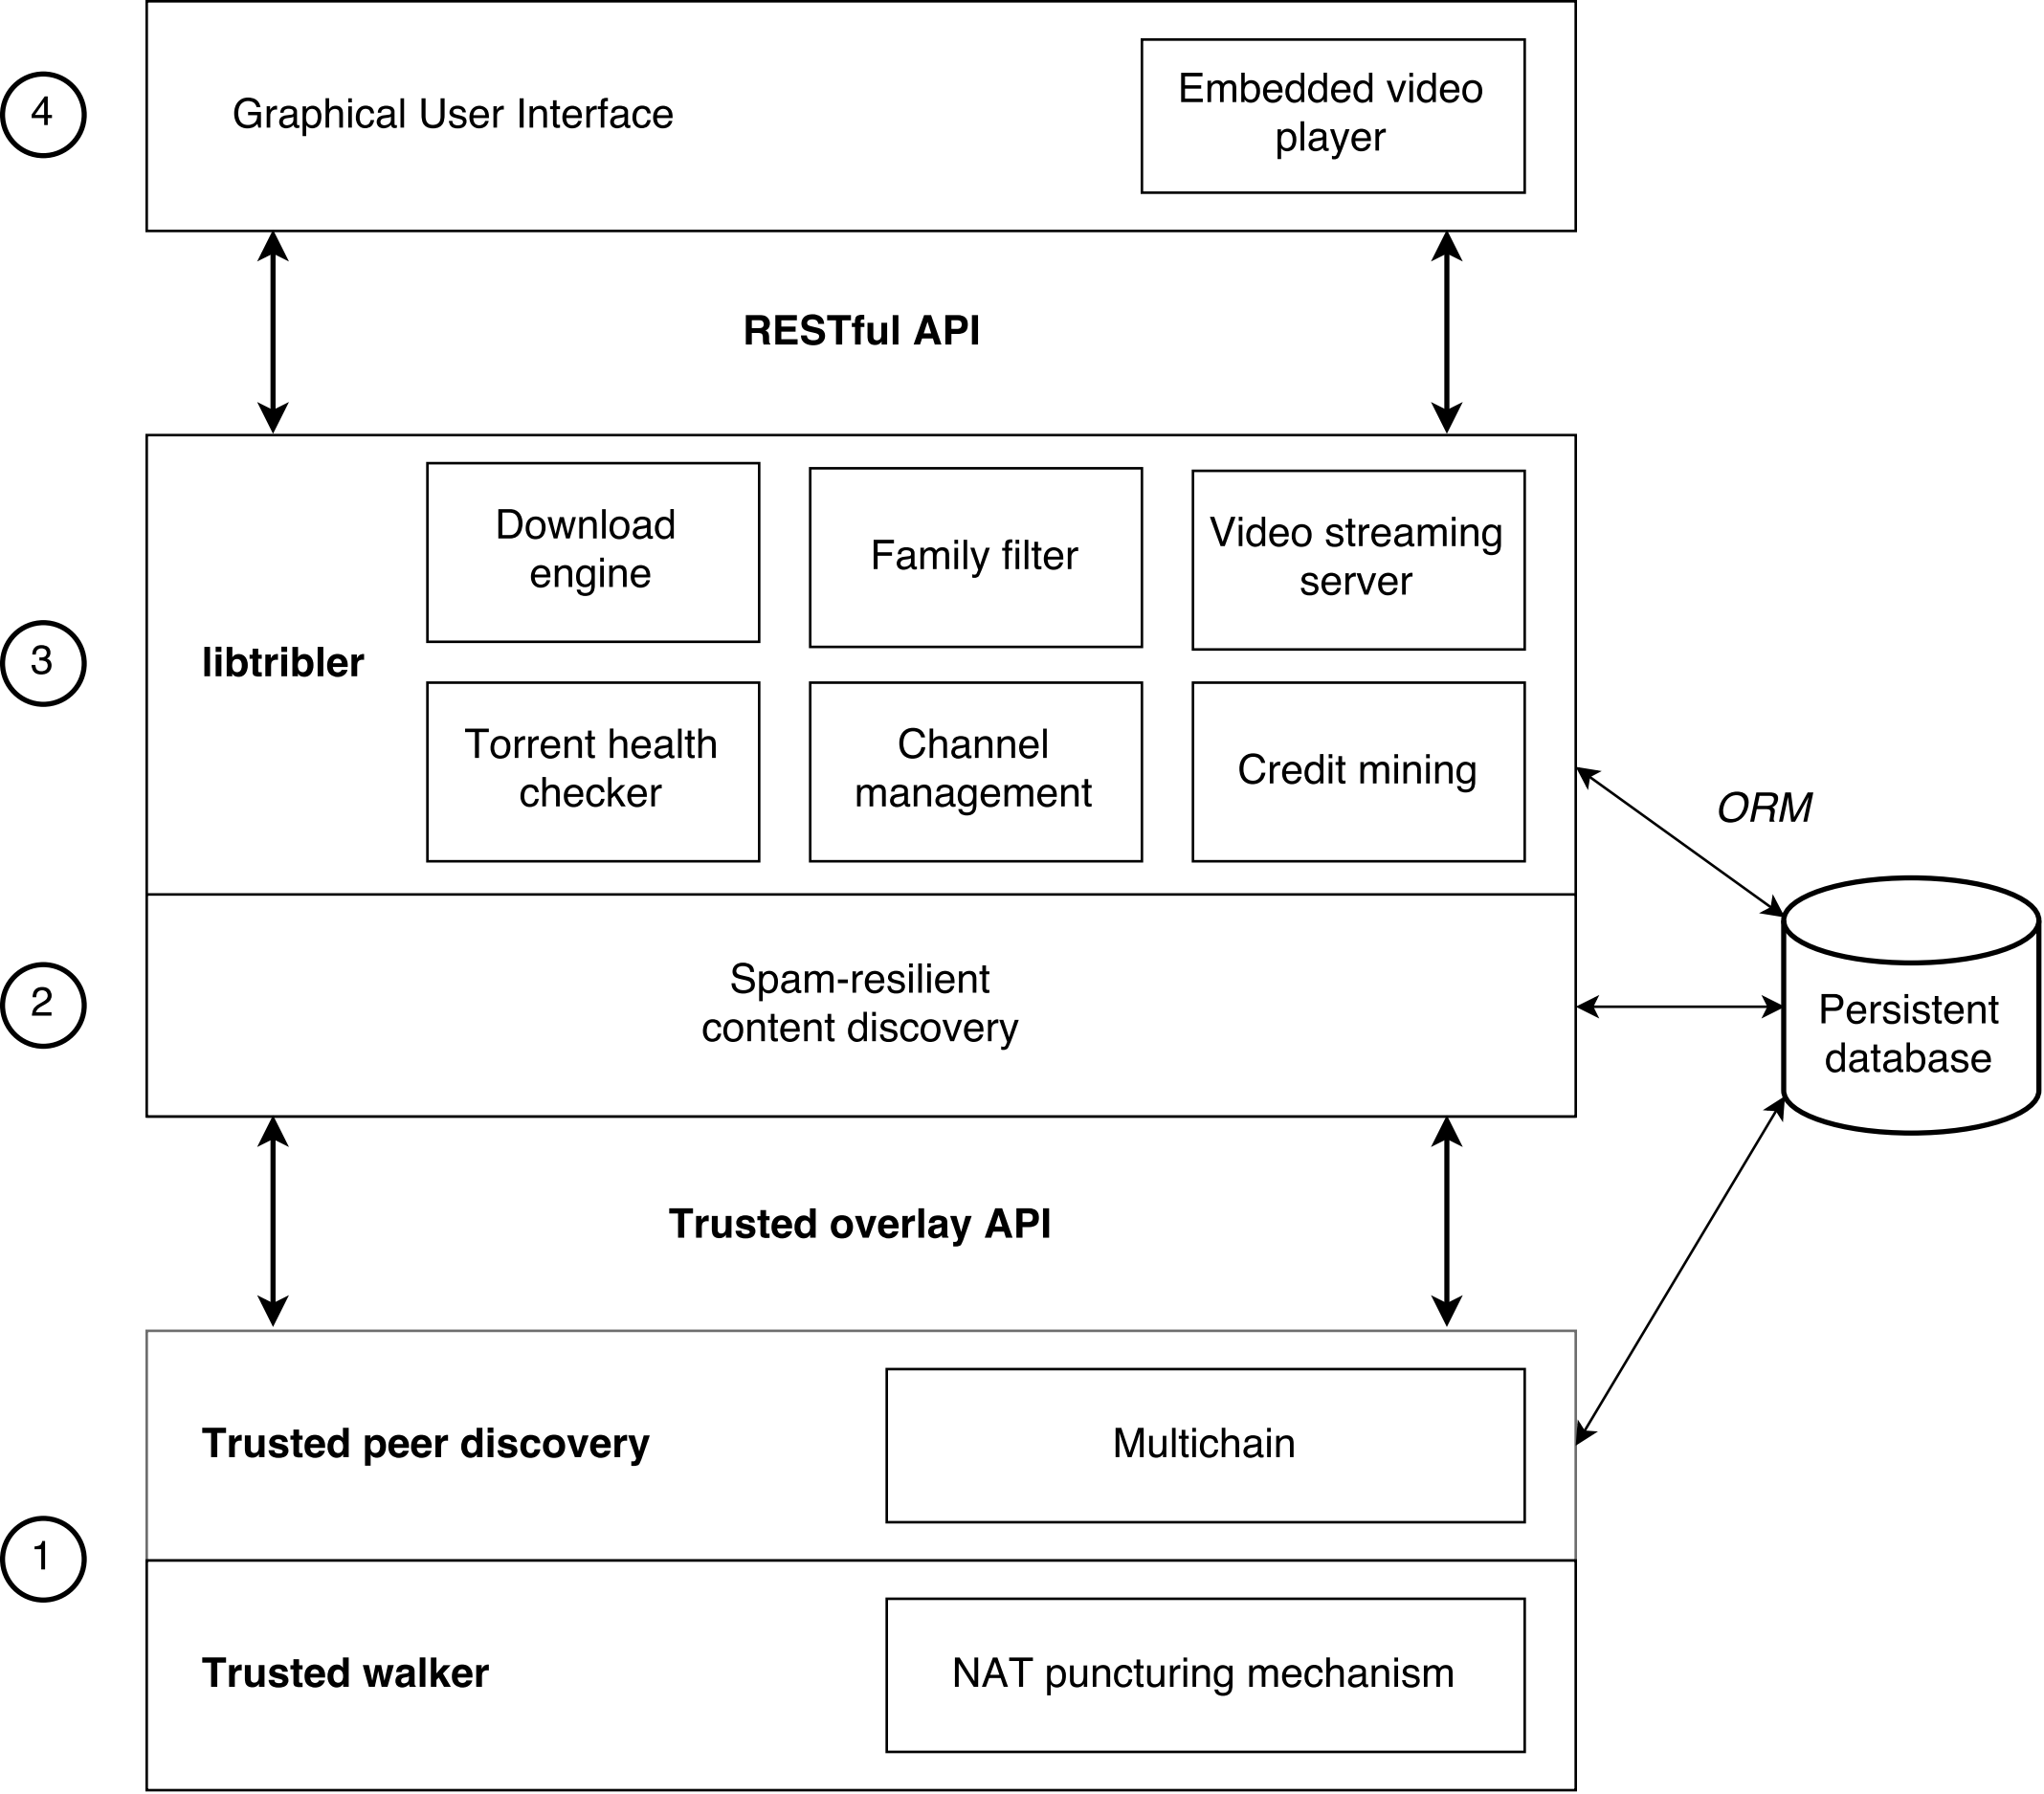 4
Graphical User Interface
Embedded video
player
RESTful API
Download
engine
Family filter
Video streaming
server
3
libtribler
Torrent health
checker
Channel
management
Credit mining
ORM
2
Spam-resilient
content discovery
Persistent
database
Trusted overlay API
Trusted peer discovery
Multichain
1
Trusted walker
NAT puncturing mechanism